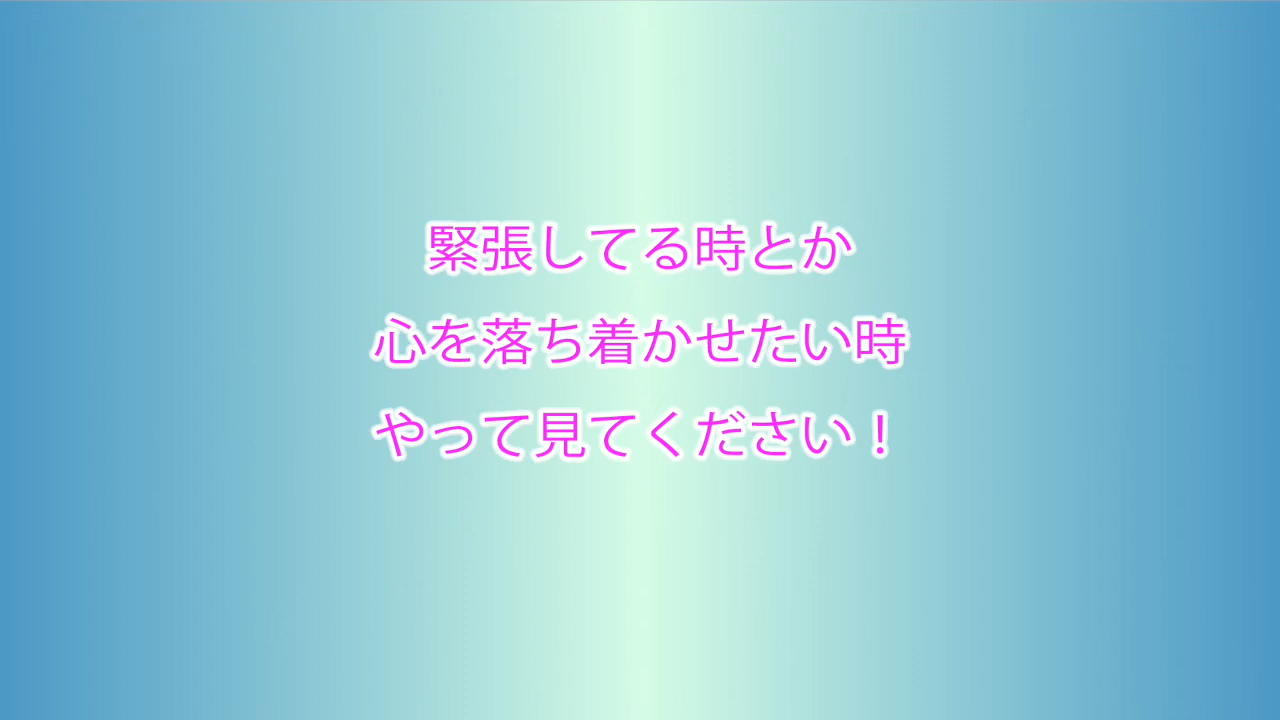 緊張してる時とか
心を落ち着かせたい時
やって見てください！